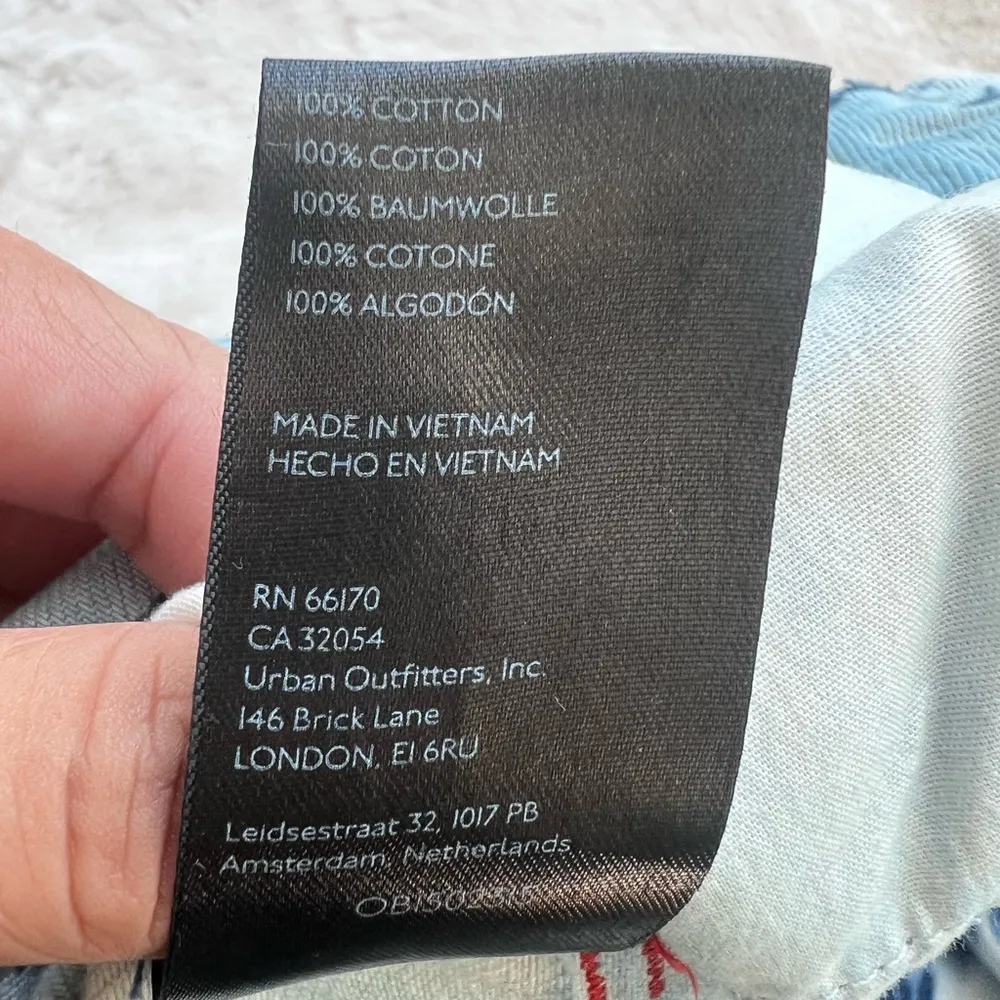 100% COTTON
100% COTON
100% BAUMWOLLE
100% COTONE
100% ALGODÓN
MADE IN VIETNAM
HECHO EN VIETNAM
RN 66170
CA 32054
Urban Outfitters, Inc.
146 Brick Lane
LONDON, E1 6RU
Leidsestraat 32, 1017 PB
Amsterdam, Netherlands